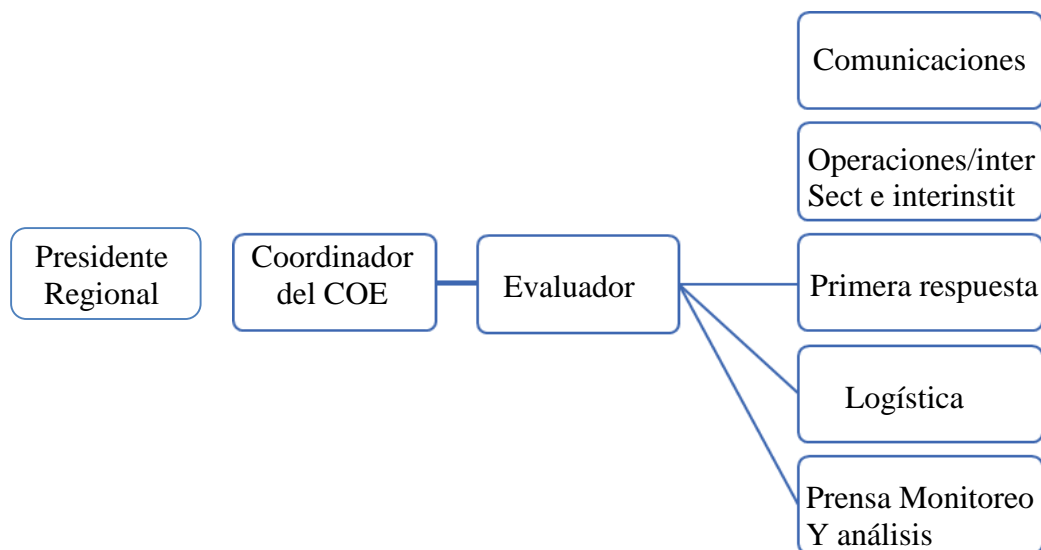 Presidente
Regional
Coordinador
del COE
Evaluador
Comunicaciones
Operaciones/inter
Sect e interinstit
Primera respuesta
Logística
Prensa Monitoreo
Y análisis